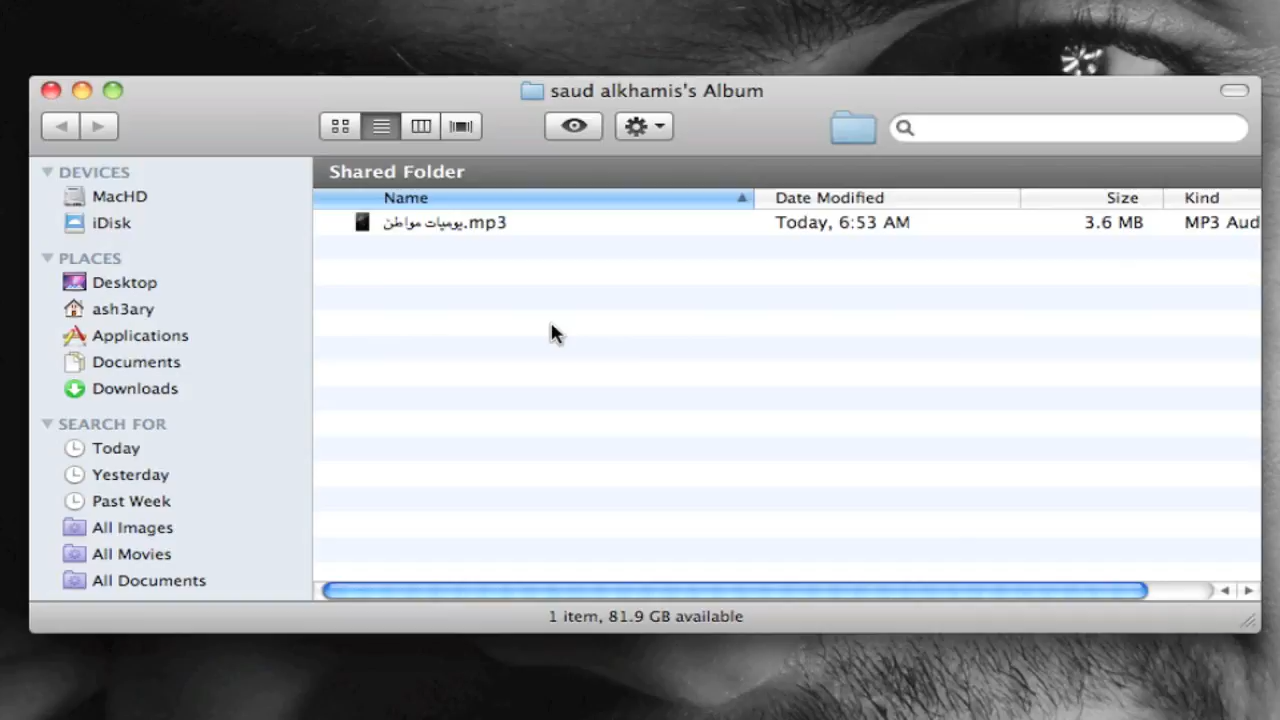 saud alkhamis's Album
DEVICES
MacHD
iDisk
PLACES
Desktop
ash3ary
Applications
Documents
Downloads
SEARCH FOR
Today
Yesterday
Past Week
All Images
All Movies
All Documents
Shared Folder
Name Date Modified Size Kind
يوميات مواطن.mp3 Today, 6:53 AM 3.6 MB MP3 Aud
1 item, 81.9 GB available